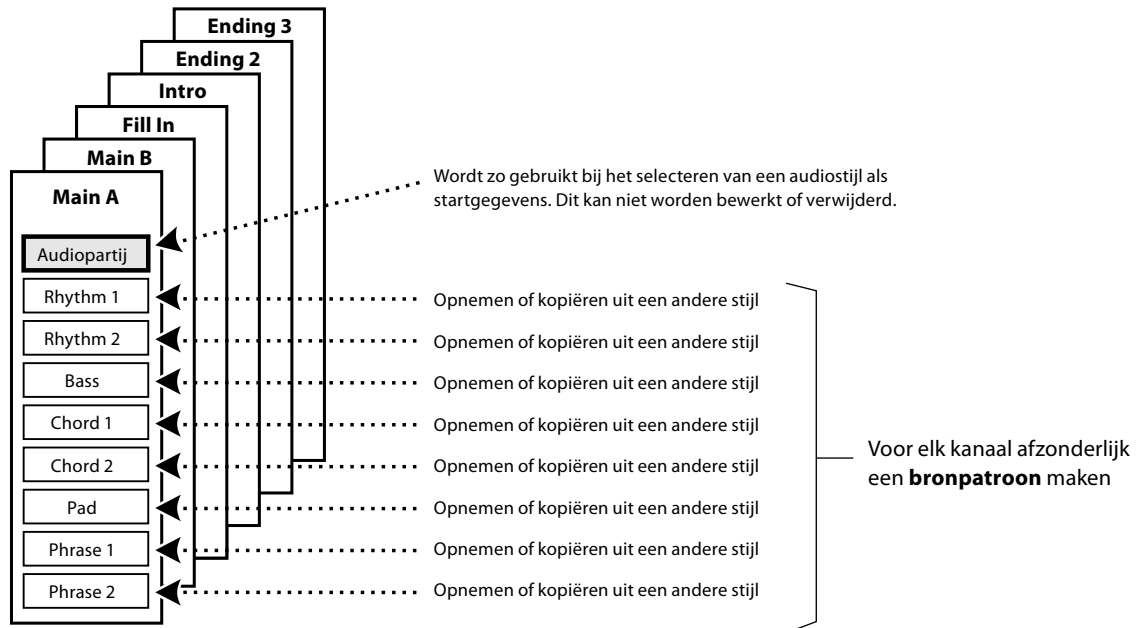 Ending 3
Ending 2
Intro
Fill In
Main B
Main A
Wordt zo gebruikt bij het selecteren van een audiostijl als
startgegevens. Dit kan niet worden bewerkt of verwijderd.
Audiopartij
Rhythm 1
Opnemen of kopiëren uit een andere stijl
Rhythm 2
Opnemen of kopiëren uit een andere stijl
Bass
Opnemen of kopiëren uit een andere stijl
Chord 1
Opnemen of kopiëren uit een andere stijl
Chord 2
Opnemen of kopiëren uit een andere stijl
Pad
Opnemen of kopiëren uit een andere stijl
Phrase 1
Opnemen of kopiëren uit een andere stijl
Phrase 2
Opnemen of kopiëren uit een andere stijl
Voor elk kanaal afzonderlijk
een bronpatroon maken